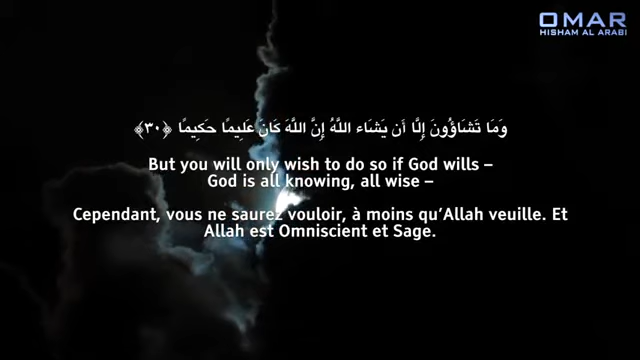 OMAR
HISHAM AL ARABI
وَمَا تَشَاؤُونَ إِلَّا أَن يَشَاء اللَّهُ إِنَّ اللَّهَ كَانَ عَلِيمًا حَكِيمًا ﴿٣٠﴾
But you will only wish to do so if God wills –
God is all knowing, all wise –
Cependant, vous ne saurez vouloir, à moins qu’Allah veuille. Et
Allah est Omniscient et Sage.